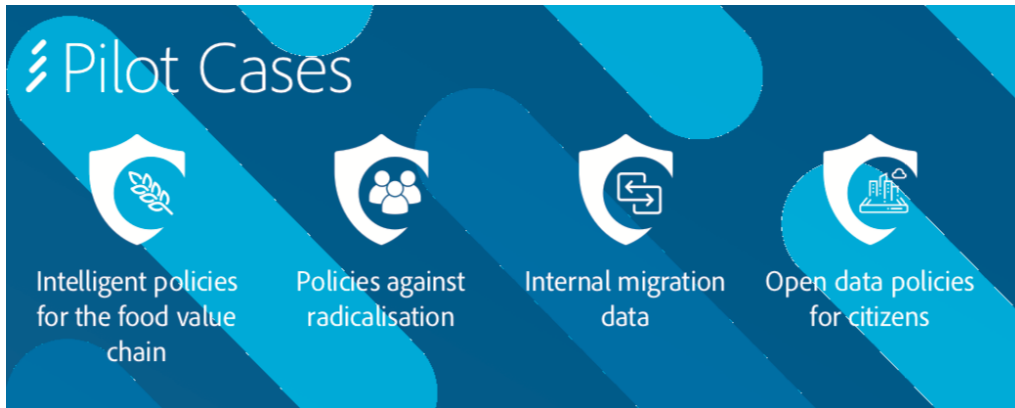 Pilot Cases
Intelligent policies
for the food value
chain
Policies against
radicalisation
Internal migration
data
Open data policies
for citizens